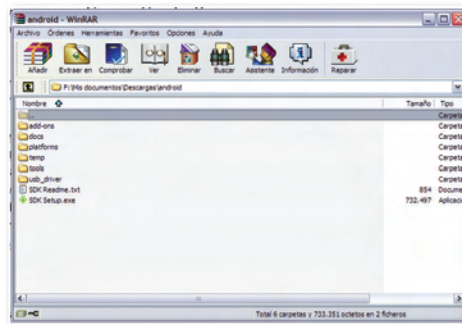 android - WinRAR
Archivo Órdenes Herramientas Favoritos Opciones Ayuda
Añadir Extraer en Comprobar Ver Eliminar Buscar Asistente Información Reparar
F:\Mis documentos\Descargas\android
Nombre Tamaño Tipo
.. Carpeta
add-ons Carpeta
docs Carpeta
platforms Carpeta
temp Carpeta
tools Carpeta
usb_driver Carpeta
SDK Readme.txt 854 Docume
SDK Setup.exe 732.497 Aplicaci
Total 6 carpetas y 733.351 octetos en 2 ficheros